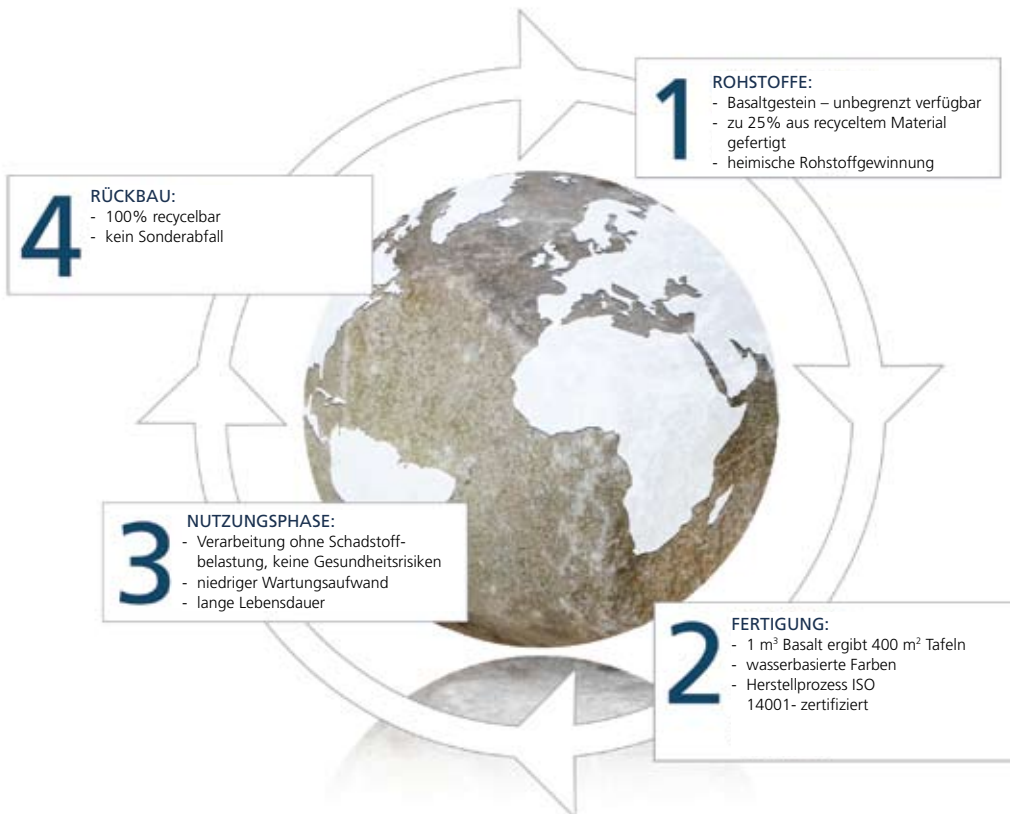 1
ROHSTOFFE:
- Basaltgestein – unbegrenzt verfügbar
- zu 25% aus recyceltem Material
gefertigt
- heimische Rohstoffgewinnung
2
FERTIGUNG:
- 1 m³ Basalt ergibt 400 m² Tafeln
- wasserbasierte Farben
- Herstellprozess ISO
14001- zertifiziert
3
NUTZUNGSPHASE:
- Verarbeitung ohne Schadstoff-
belastung, keine Gesundheitsrisiken
- niedriger Wartungsaufwand
- lange Lebensdauer
4
RÜCKBAU:
- 100% recycelbar
- kein Sonderabfall